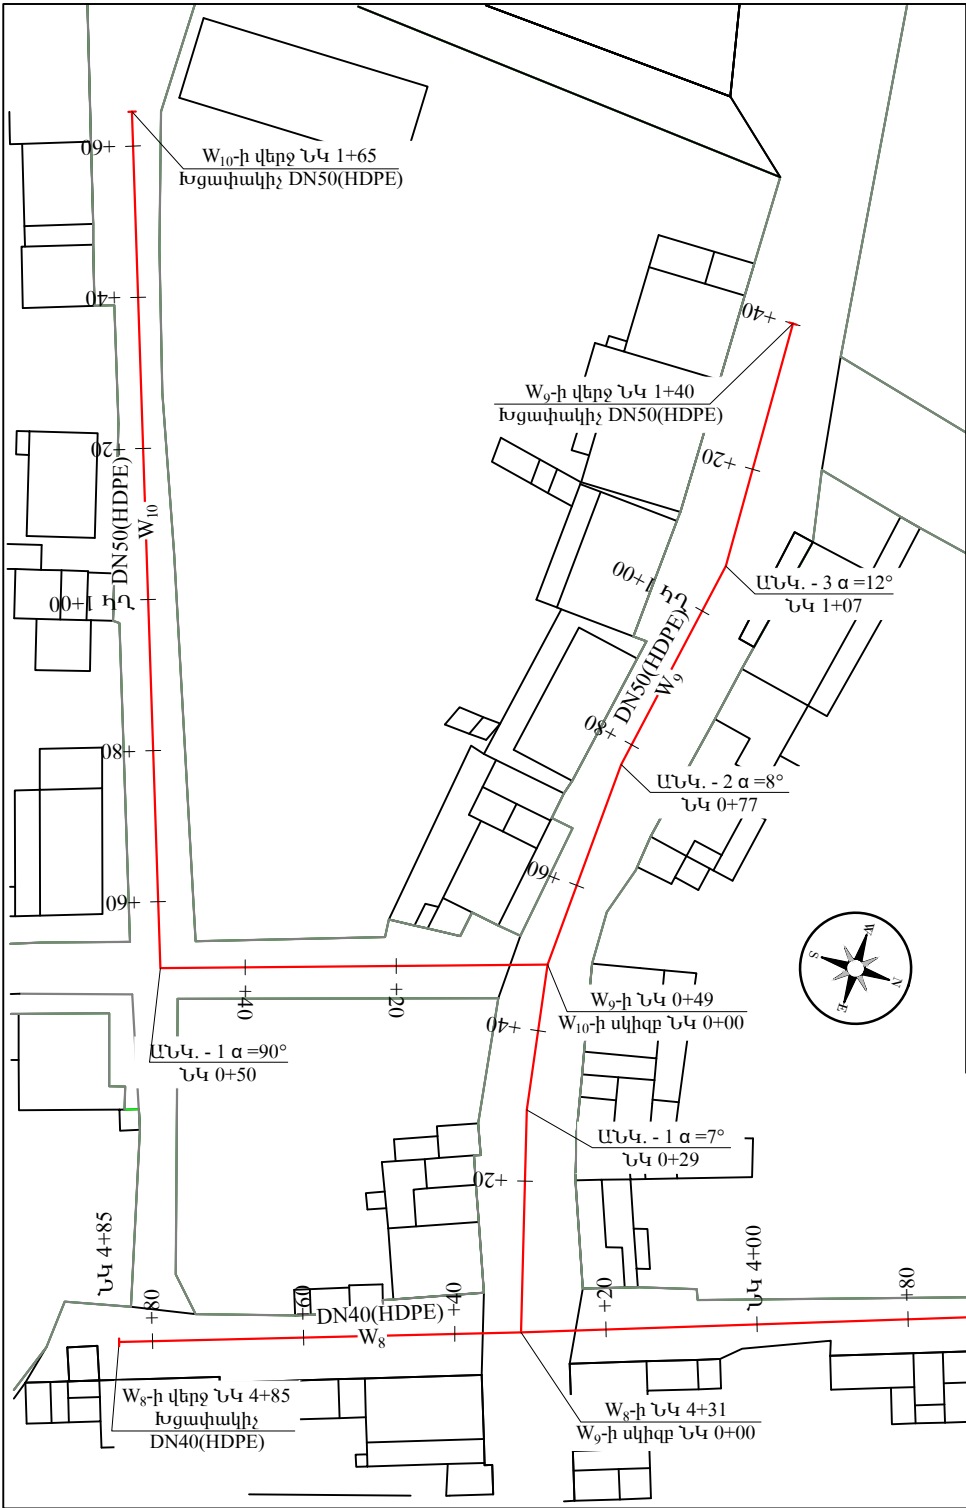 +60
W₁₀-ի վերջ ՆԿ 1+65
Խցափակիչ DN50(HDPE)
+40
+40
W₉-ի վերջ ՆԿ 1+40
Խցափակիչ DN50(HDPE)
+20
DN50(HDPE)
W₁₀
+20
ՆԿ 1+00
ՆԿ 1+00
ԱՆԿ. - 3 α =12°
ՆԿ 1+07
DN50(HDPE)
W₉
+80
+80
ԱՆԿ. - 2 α =8°
ՆԿ 0+77
+60
+60
W
S
N
E
+40
+20
W₉-ի ՆԿ 0+49
W₁₀-ի սկիզբ ՆԿ 0+00
+40
ԱՆԿ. - 1 α =90°
ՆԿ 0+50
ԱՆԿ. - 1 α =7°
ՆԿ 0+29
+20
ՆԿ 4+85
+80
+60
DN40(HDPE)
W₈
+40
+20
ՆԿ 4+00
+80
W₈-ի վերջ ՆԿ 4+85
Խցափակիչ
DN40(HDPE)
W₈-ի ՆԿ 4+31
W₉-ի սկիզբ ՆԿ 0+00